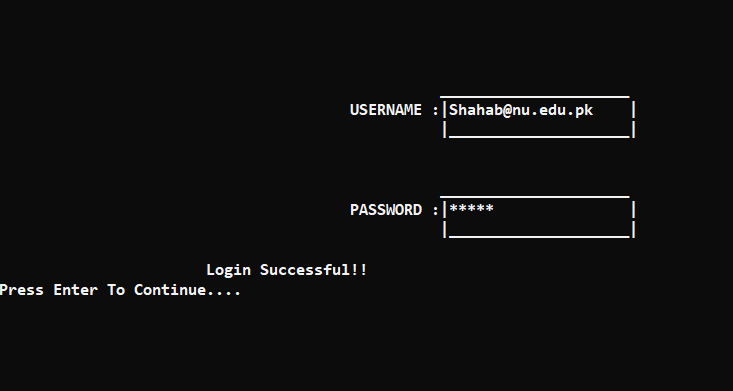 USERNAME :|Shahab@nu.edu.pk |
PASSWORD :|***** |
Login Successful!!
Press Enter To Continue....